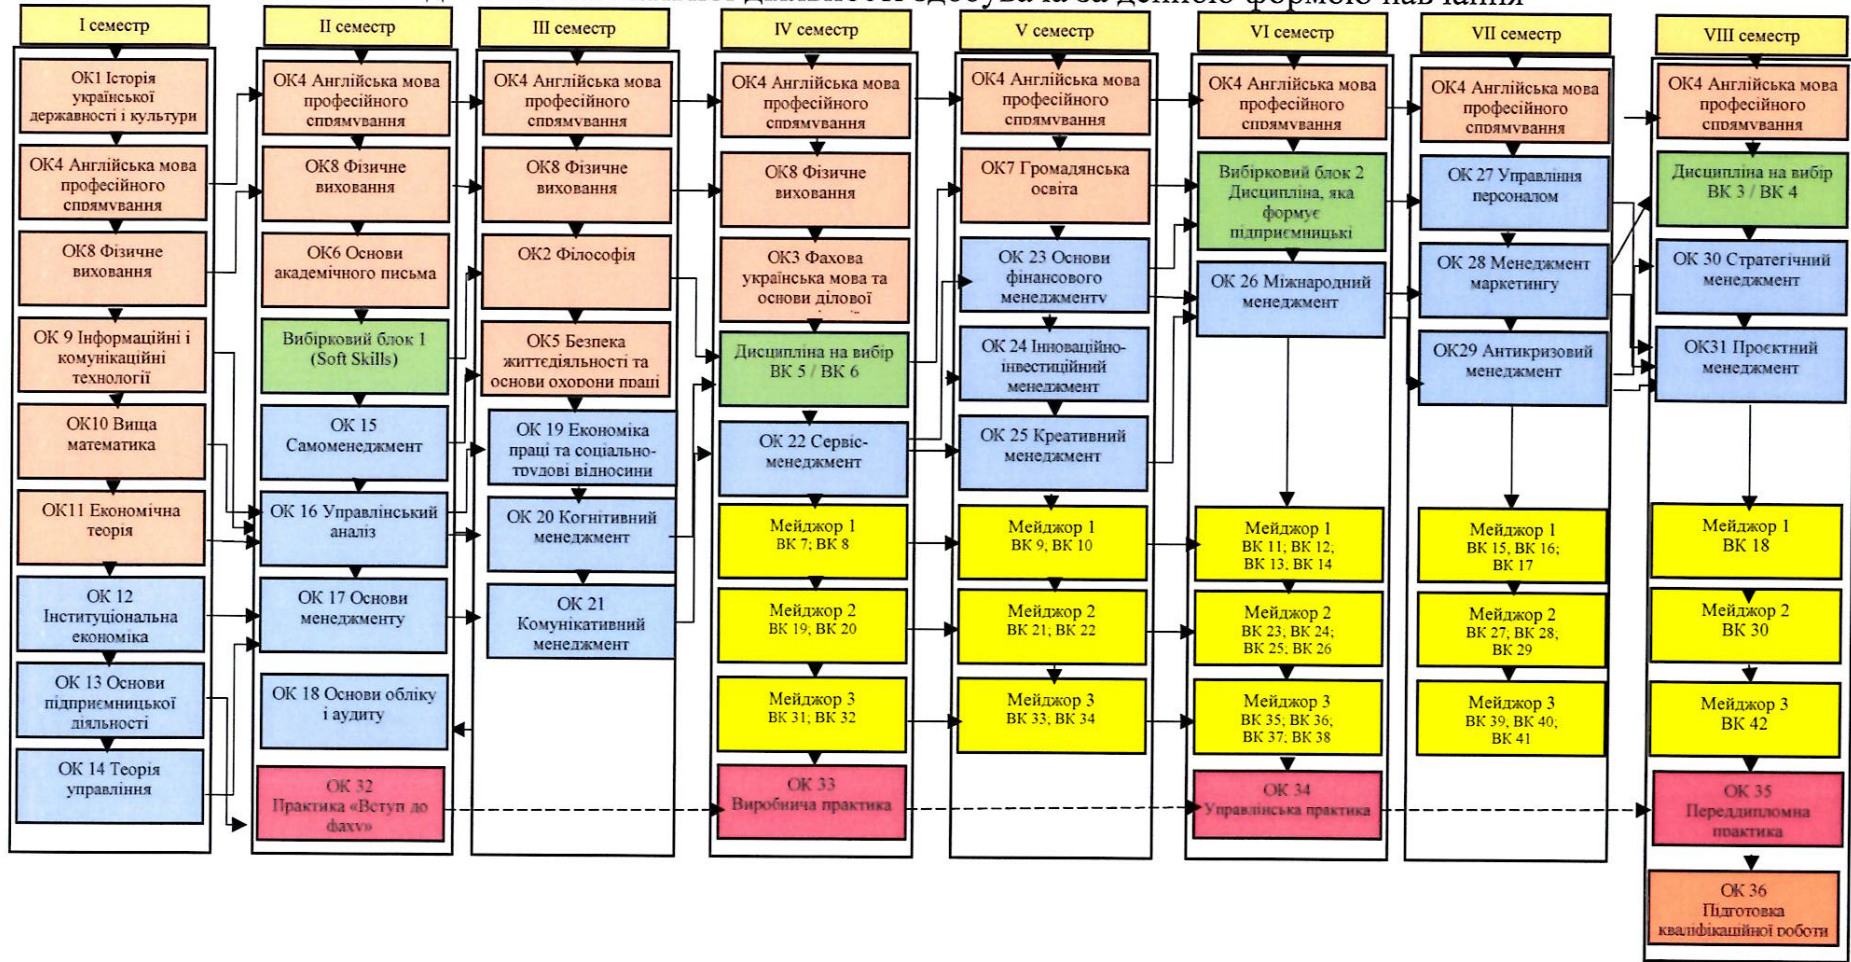 діяльності здобувача за денною формою навчання
І семестр
ОК1 Історія
української
державності і культури
ОК4 Англійська мова
професійного
спрямування
ОК8 Фізичне
виховання
ОК 9 Інформаційні і
комунікаційні
технології
ОК10 Вища
математика
ОК11 Економічна
теорія
ОК 12
Інституціональна
економіка
ОК 13 Основи
підприємницької
діяльності
ОК 14 Теорія
управління
ІІ семестр
ОК4 Англійська мова
професійного
спрямування
ОК8 Фізичне
виховання
ОК6 Основи
академічного письма
Вибірковий блок 1
(Soft Skills)
ОК 15
Самоменеджмент
ОК 16 Управлінський
аналіз
ОК 17 Основи
менеджменту
ОК 18 Основи обліку
і аудиту
ОК 32
Практика «Вступ до
фаху»
ІІІ семестр
ОК4 Англійська мова
професійного
спрямування
ОК8 Фізичне
виховання
ОК2 Філософія
ОК5 Безпека
життєдіяльності та
основи охорони праці
ОК 19 Економіка
праці та соціально-
трудові відносини
ОК 20 Когнітивний
менеджмент
ОК 21
Комунікативний
менеджмент
IV семестр
ОК4 Англійська мова
професійного
спрямування
ОК8 Фізичне
виховання
ОК3 Фахова
українська мова та
основи ділової
Дисципліна на вибір
ВК 5 / ВК 6
ОК 22 Сервіс-
менеджмент
Мейджор 1
ВК 7; ВК 8
Мейджор 2
ВК 19; ВК 20
Мейджор 3
ВК 31; ВК 32
ОК 33
Виробнича практика
V семестр
ОК4 Англійська мова
професійного
спрямування
ОК7 Громадянська
освіта
ОК 23 Основи
фінансового
менеджменту
ОК 24 Інноваційно-
інвестиційний
менеджмент
ОК 25 Креативний
менеджмент
Мейджор 1
ВК 9; ВК 10
Мейджор 2
ВК 21; ВК 22
Мейджор 3
ВК 33, ВК 34
VI семестр
ОК4 Англійська мова
професійного
спрямування
Вибірковий блок 2
Дисципліна, яка
формує
підприємницькі
ОК 26 Міжнародний
менеджмент
Мейджор 1
ВК 11; ВК 12;
ВК 13, ВК 14
Мейджор 2
ВК 23; ВК 24;
ВК 25; ВК 26
Мейджор 3
ВК 35; ВК 36;
ВК 37; ВК 38
ОК 34
Управлінська практика
VII семестр
ОК4 Англійська мова
професійного
спрямування
ОК 27 Управління
персоналом
ОК 28 Менеджмент
маркетингу
ОК29 Антикризовий
менеджмент
Мейджор 1
ВК 15, ВК 16;
ВК 17
Мейджор 2
ВК 27; ВК 28;
ВК 29
Мейджор 3
ВК 39, ВК 40;
ВК 41
VIII семестр
ОК4 Англійська мова
професійного
спрямування
Дисципліна на вибір
ВК 3 / ВК 4
ОК 30 Стратегічний
менеджмент
ОК31 Проєктний
менеджмент
Мейджор 1
ВК 18
Мейджор 2
ВК 30
Мейджор 3
ВК 42
ОК 35
Переддипломна
практика
ОК 36
Підготовка
кваліфікаційної роботи